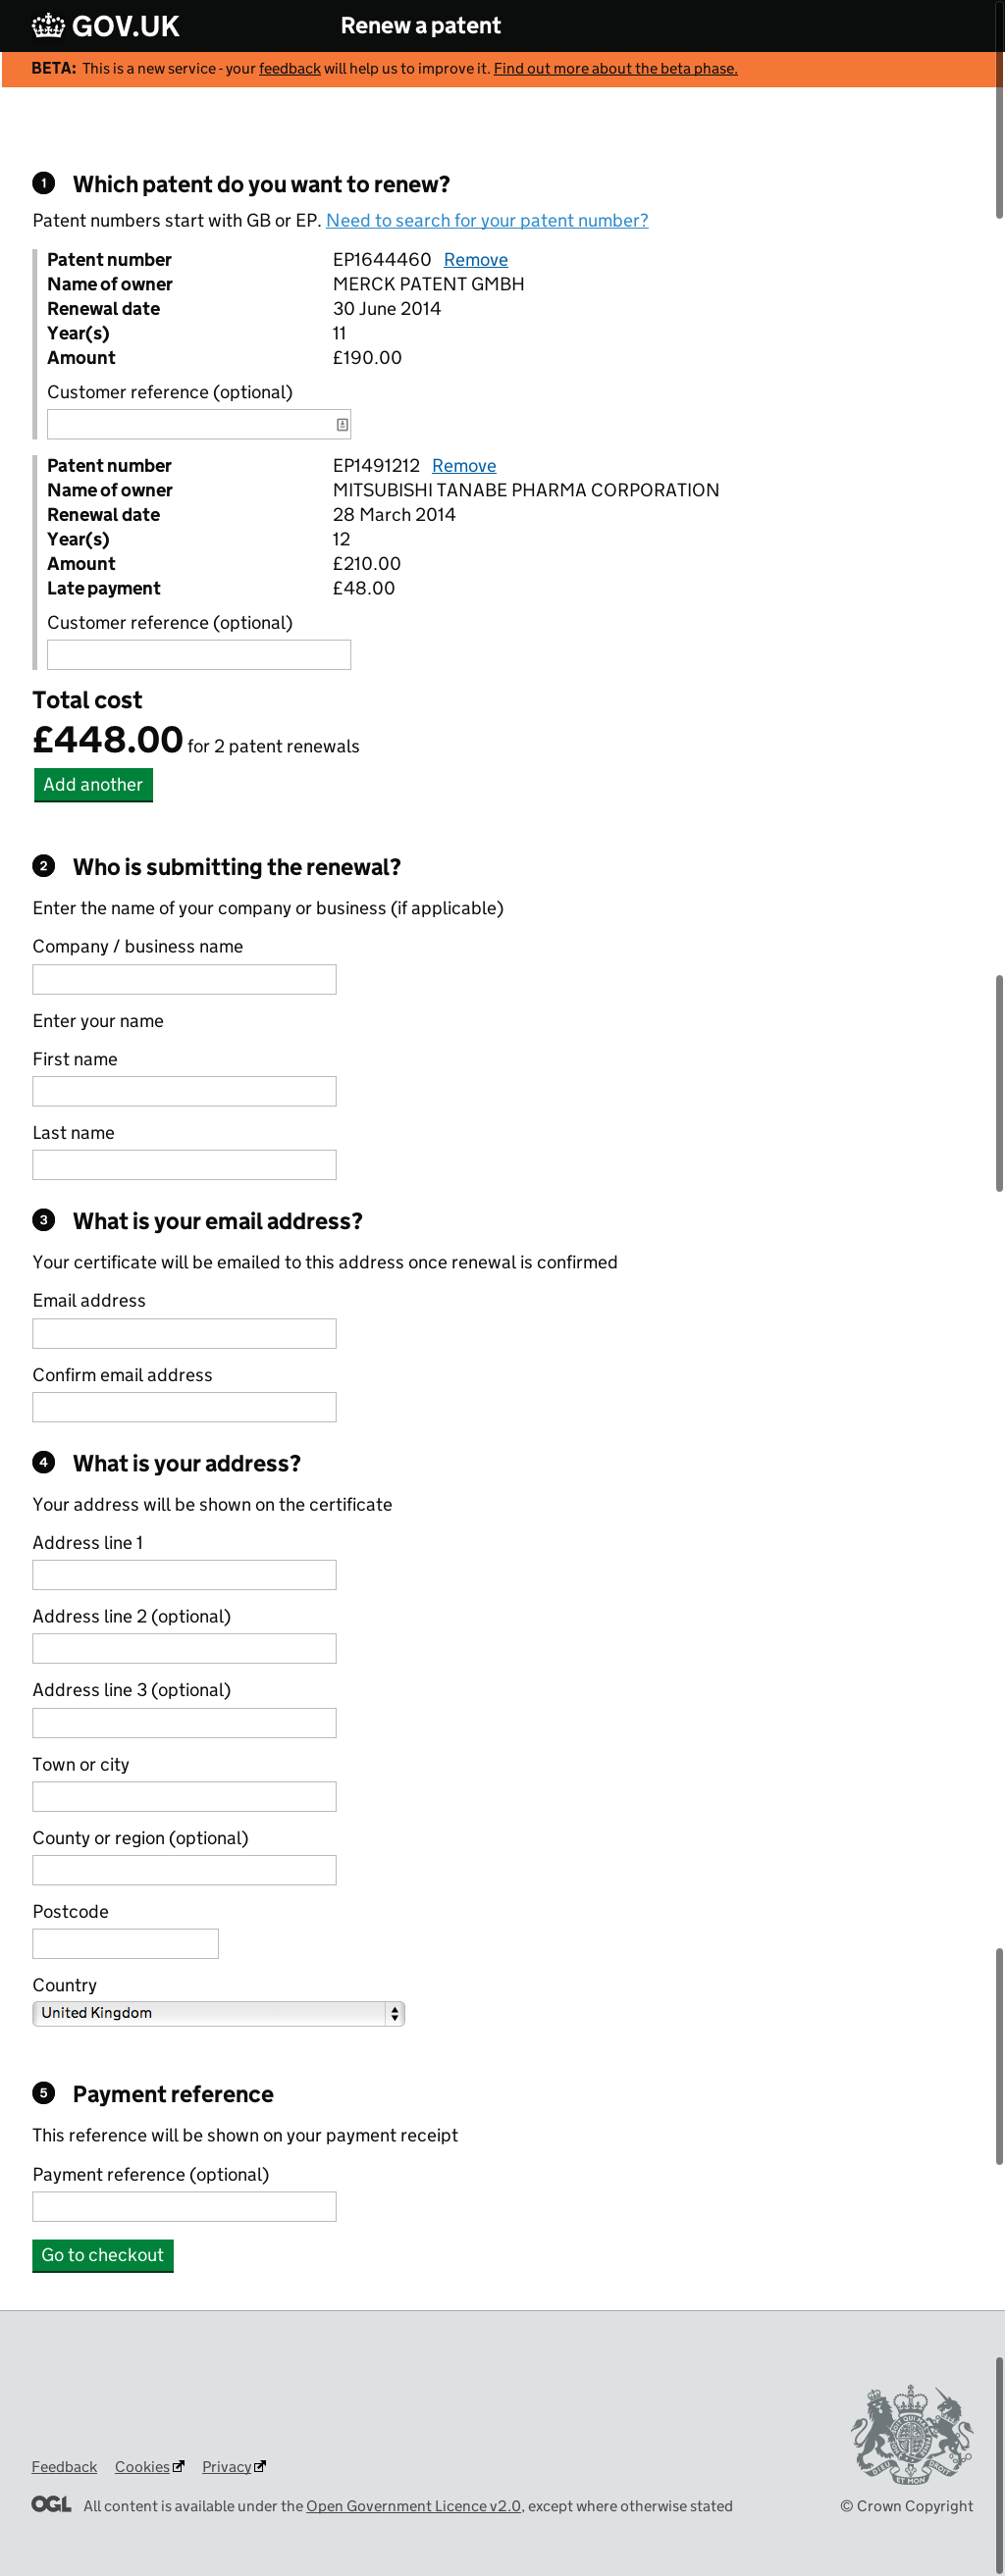 GOV.UK Renew a patent
BETA: This is a new service - your feedback will help us to improve it. Find out more about the beta phase.
1 Which patent do you want to renew?
Patent numbers start with GB or EP. Need to search for your patent number?
Patent number EP1644460 Remove
Name of owner MERCK PATENT GMBH
Renewal date 30 June 2014
Year(s) 11
Amount £190.00
Customer reference (optional)
Patent number EP1491212 Remove
Name of owner MITSUBISHI TANABE PHARMA CORPORATION
Renewal date 28 March 2014
Year(s) 12
Amount £210.00
Late payment £48.00
Customer reference (optional)
Total cost
£448.00 for 2 patent renewals
Add another
2 Who is submitting the renewal?
Enter the name of your company or business (if applicable)
Company / business name
Enter your name
First name
Last name
3 What is your email address?
Your certificate will be emailed to this address once renewal is confirmed
Email address
Confirm email address
4 What is your address?
Your address will be shown on the certificate
Address line 1
Address line 2 (optional)
Address line 3 (optional)
Town or city
County or region (optional)
Postcode
Country
United Kingdom
5 Payment reference
This reference will be shown on your payment receipt
Payment reference (optional)
Go to checkout
Feedback Cookies Privacy
OGL All content is available under the Open Government Licence v2.0, except where otherwise stated
© Crown Copyright